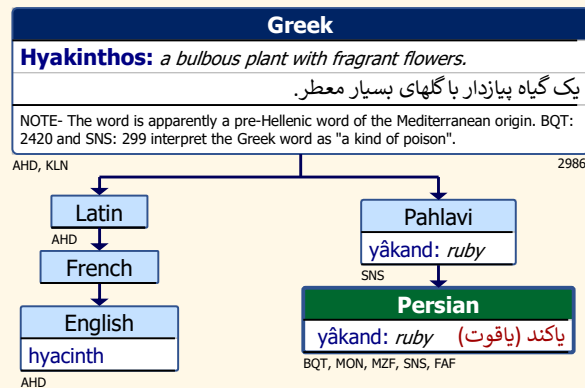 Greek
Hyakinthos: a bulbous plant with fragrant flowers.
یک گیاه پیازدار با گلهای بسیار معطر.
NOTE- The word is apparently a pre-Hellenic word of the Mediterranean origin. BQT:
2420 and SNS: 299 interpret the Greek word as "a kind of poison".
AHD, KLN
2986
Latin
AHD
French
English
hyacinth
AHD
Pahlavi
yâkand: ruby
SNS
Persian
yâkand: ruby یاکند (یاقوت)
BQT, MON, MZF, SNS, FAF